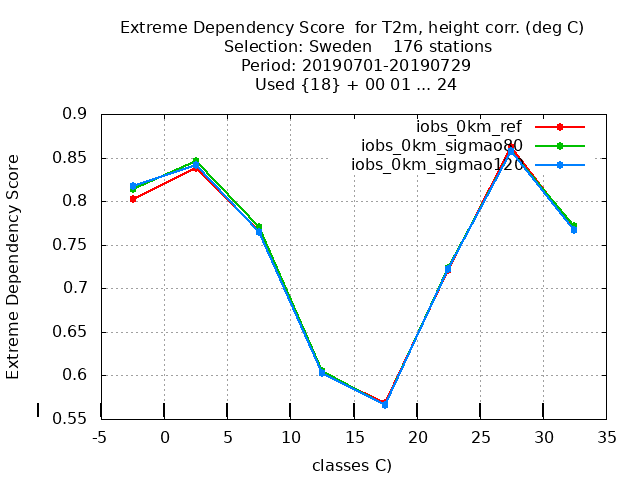 Extreme Dependency Score  for T2m, height corr. (deg C)
Selection: Sweden    176 stations
Period: 20190701-20190729
Used {18} + 00 01 ... 24
iobs_0km_ref
iobs_0km_sigmao80
iobs_0km_sigmao120
Extreme Dependency Score
0.9
0.85
0.8
0.75
0.7
0.65
0.6
0.55
-5 0 5 10 15 20 25 30 35
classes C)